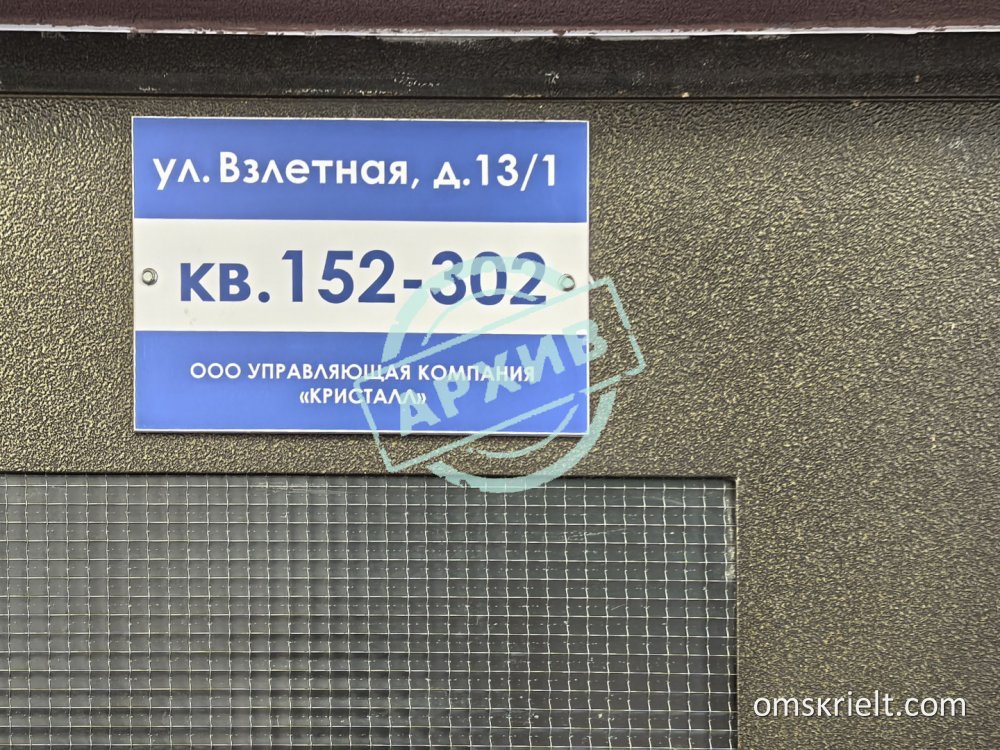 ул. Взлетная, д.13/1
кв.152-302
ООО УПРАВЛЯЮЩАЯ КОМПАНИЯ
«КРИСТАЛЛ»
АРХИВ
omskrielt.com